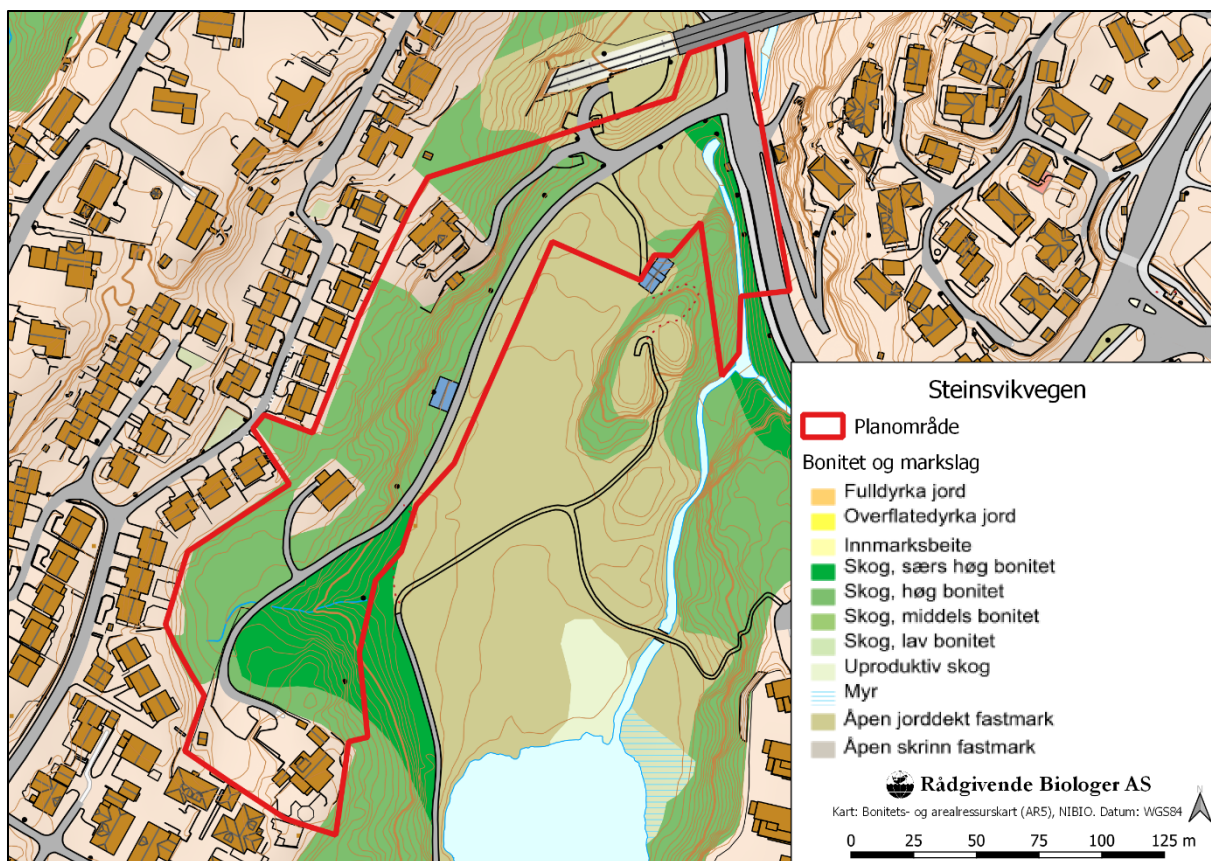 Steinsvikvegen
Planområde
Bonitet og markslag
Fulldyrka jord
Overflatedyrka jord
Innmarksbeite
Skog, særs høg bonitet
Skog, høg bonitet
Skog, middels bonitet
Skog, lav bonitet
Uproduktiv skog
Myr
Åpen jorddekt fastmark
Åpen skrinn fastmark
Rådgivende Biologer AS
N
Kart: Bonitets- og arealressurskart (AR5), NIBIO. Datum: WGS84
0 25 50 75 100 125 m